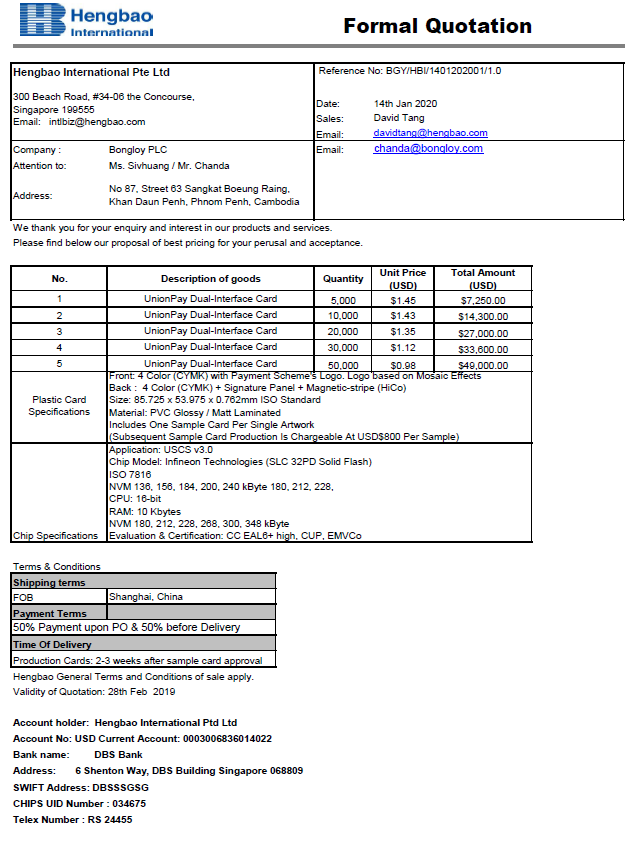 Hengbao
International
Formal Quotation
Hengbao International Pte Ltd
Reference No: BGY/HBI/1401202001/1.0
300 Beach Road, #34-06 the Concourse,
Singapore 199555
Email: intlbiz@hengbao.com
Date: 14th Jan 2020
Sales: David Tang
Email: davidtang@hengbao.com
Company : Bongloy PLC
Email: chanda@bongloy.com
Attention to: Ms. Sivhuang / Mr. Chanda
Address: No 87, Street 63 Sangkat Boeung Raing,
Khan Daun Penh, Phnom Penh, Cambodia
We thank you for your enquiry and interest in our products and services.
Please find below our proposal of best pricing for your perusal and acceptance.
No. Description of goods Quantity Unit Price (USD) Total Amount (USD)
1 UnionPay Dual-Interface Card 5,000 $1.45 $7,250.00
2 UnionPay Dual-Interface Card 10,000 $1.43 $14,300.00
3 UnionPay Dual-Interface Card 20,000 $1.35 $27,000.00
4 UnionPay Dual-Interface Card 30,000 $1.12 $33,600.00
5 UnionPay Dual-Interface Card 50,000 $0.98 $49,000.00
Plastic Card Specifications
Front: 4 Color (CYMK) with Payment Scheme's Logo. Logo based on Mosaic Effects
Back : 4 Color (CYMK) + Signature Panel + Magnetic-stripe (HiCo)
Size: 85.725 x 53.975 x 0.762mm ISO Standard
Material: PVC Glossy / Matt Laminated
Includes One Sample Card Per Single Artwork
(Subsequent Sample Card Production Is Chargeable At USD$800 Per Sample)
Chip Specifications
Application: USCS v3.0
Chip Model: Infineon Technologies (SLC 32PD Solid Flash)
ISO 7816
NVM 136, 156, 184, 200, 240 kByte 180, 212, 228,
CPU: 16-bit
RAM: 10 Kbytes
NVM 180, 212, 228, 268, 300, 348 kByte
Evaluation & Certification: CC EAL6+ high, CUP, EMVCo
Terms & Conditions
Shipping terms
FOB Shanghai, China
Payment Terms
50% Payment upon PO & 50% before Delivery
Time Of Delivery
Production Cards: 2-3 weeks after sample card approval
Hengbao General Terms and Conditions of sale apply.
Validity of Quotation: 28th Feb 2019
Account holder: Hengbao International Ptd Ltd
Account No: USD Current Account: 0003006836014022
Bank name: DBS Bank
Address: 6 Shenton Way, DBS Building Singapore 068809
SWIFT Address: DBSSSGSG
CHIPS UID Number : 034675
Telex Number : RS 24455